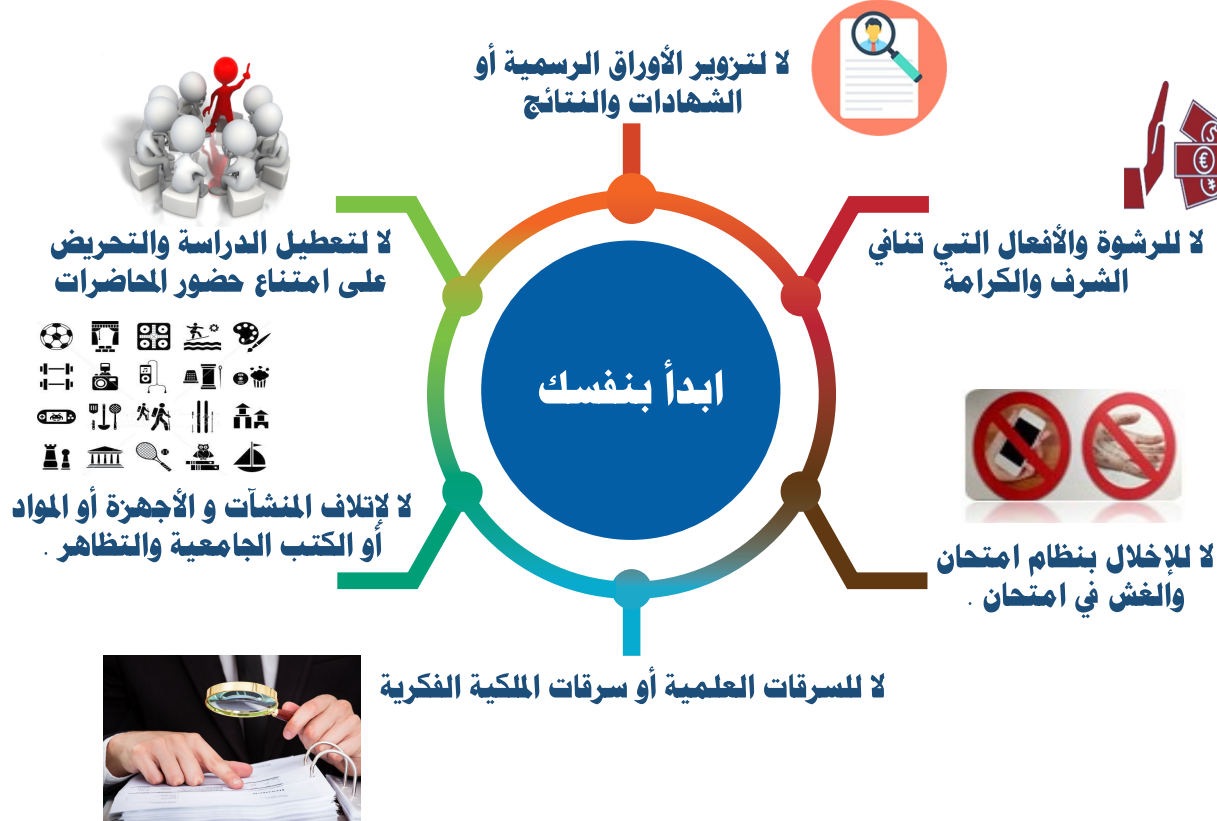 لا لتزوير الأوراق الرسمية أو
الشهادات والنتائج
لا للرشوة والأفعال التي تنافي
الشرف والكرامة
لا لتعطيل الدراسة والتحريض
على امتناع حضور المحاضرات
ابدأ بنفسك
لا للإخلال بنظام امتحان
والغش في امتحان .
لا لإتلاف المنشآت و الأجهزة أو المواد
أو الكتب الجامعية والتظاهر .
لا للسرقات العلمية أو سرقات الملكية الفكرية